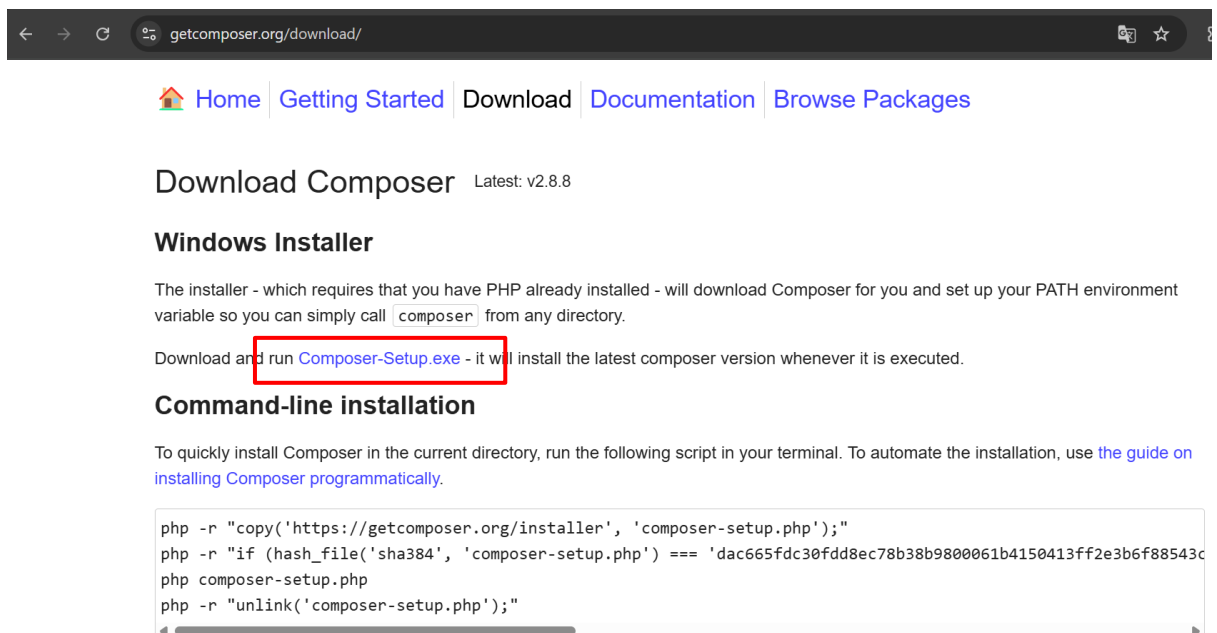 getcomposer.org/download/
Home Getting Started Download Documentation Browse Packages
Download Composer Latest: v2.8.8
Windows Installer
The installer - which requires that you have PHP already installed - will download Composer for you and set up your PATH environment
variable so you can simply call composer from any directory.
Download and run Composer-Setup.exe - it will install the latest composer version whenever it is executed.
Command-line installation
To quickly install Composer in the current directory, run the following script in your terminal. To automate the installation, use the guide on
installing Composer programmatically.
php -r "copy('https://getcomposer.org/installer', 'composer-setup.php');"
php -r "if (hash_file('sha384', 'composer-setup.php') === 'dac665fdc30fdd8ec78b38b9800061b4150413ff2e3b6f88543c
php composer-setup.php
php -r "unlink('composer-setup.php');"